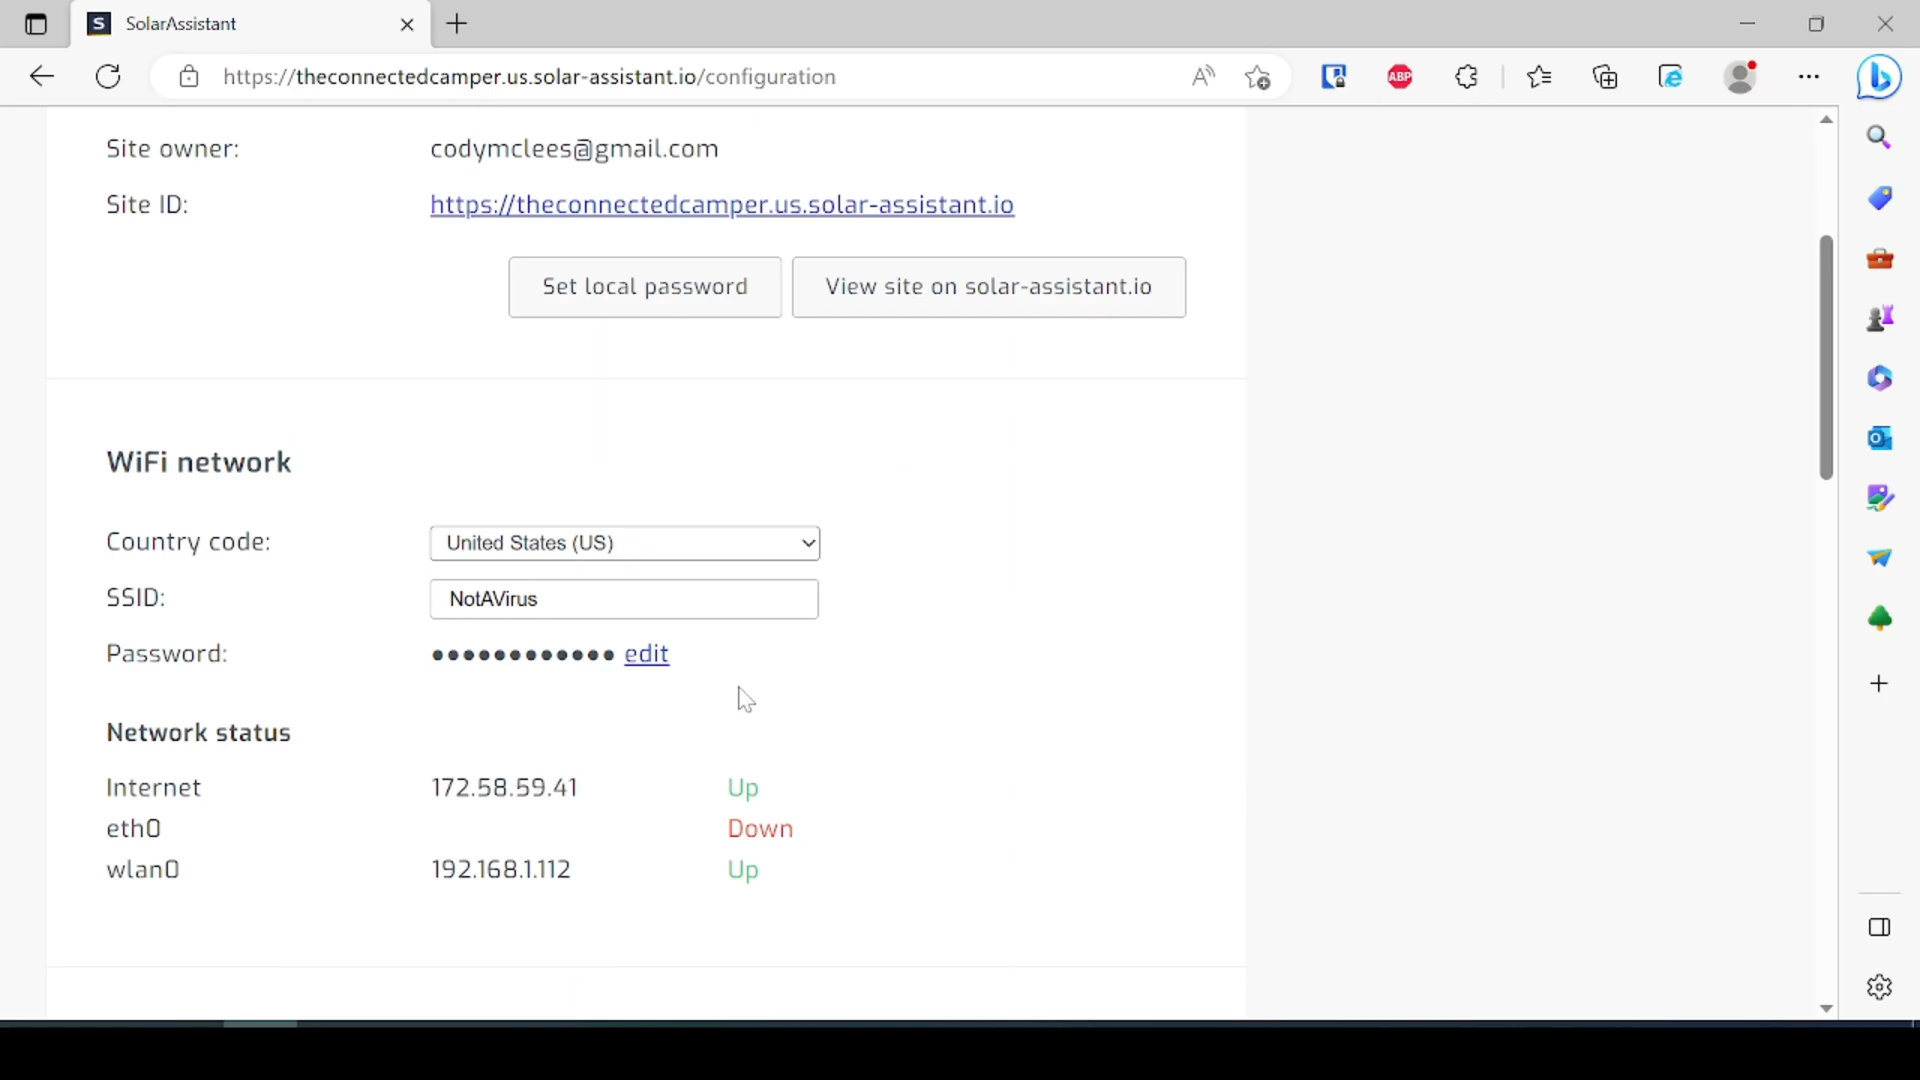 SolarAssistant
https://theconnectedcamper.us.solar-assistant.io/configuration
ABP
Site owner: codymclees@gmail.com
Site ID: https://theconnectedcamper.us.solar-assistant.io
Set local password View site on solar-assistant.io
WiFi network
Country code: United States (US)
SSID: NotAVirus
Password: ●●●●●●●●●●●● edit
Network status
Internet 172.58.59.41 Up
eth0 Down
wlan0 192.168.1.112 Up